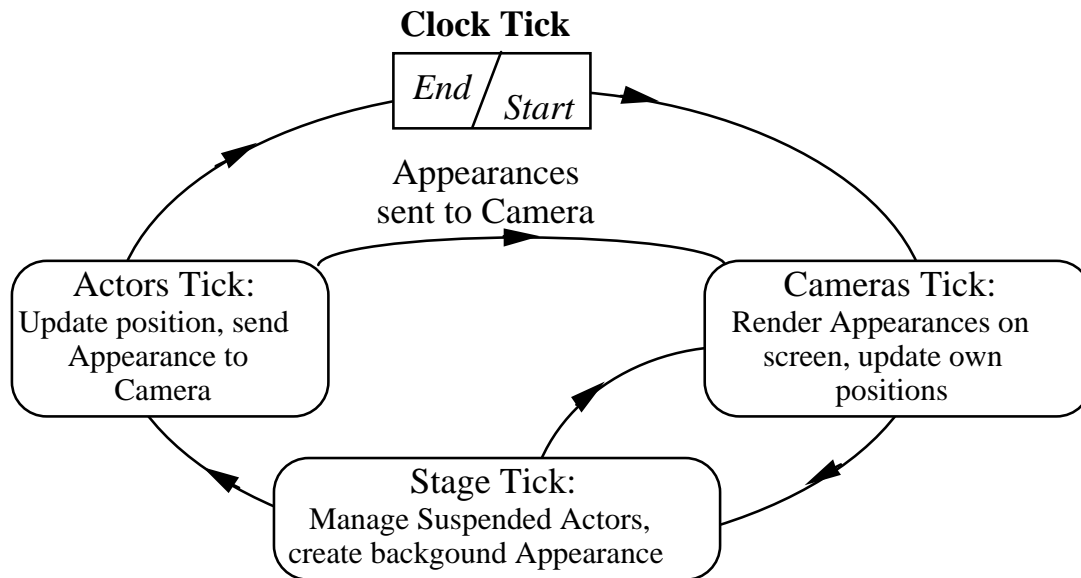 Clock Tick
End
Start
Appearances
sent to Camera
Actors Tick:
Update position, send
Appearance to
Camera
Cameras Tick:
Render Appearances on
screen, update own
positions
Stage Tick:
Manage Suspended Actors,
create backgound Appearance